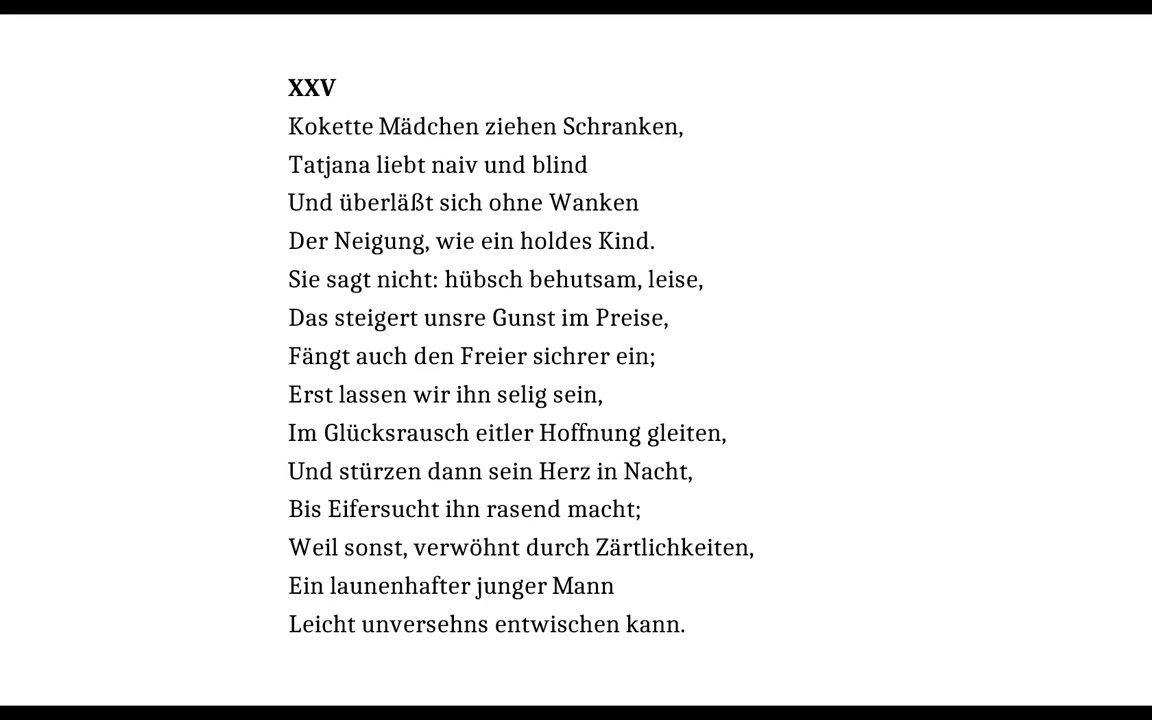 XXV
Kokette Mädchen ziehen Schranken,
Tatjana liebt naiv und blind
Und überläßt sich ohne Wanken
Der Neigung, wie ein holdes Kind.
Sie sagt nicht: hübsch behutsam, leise,
Das steigert unsre Gunst im Preise,
Fängt auch den Freier sichrer ein;
Erst lassen wir ihn selig sein,
Im Glücksrausch eitler Hoffnung gleiten,
Und stürzen dann sein Herz in Nacht,
Bis Eifersucht ihn rasend macht;
Weil sonst, verwöhnt durch Zärtlichkeiten,
Ein launenhafter junger Mann
Leicht unversehns entwischen kann.